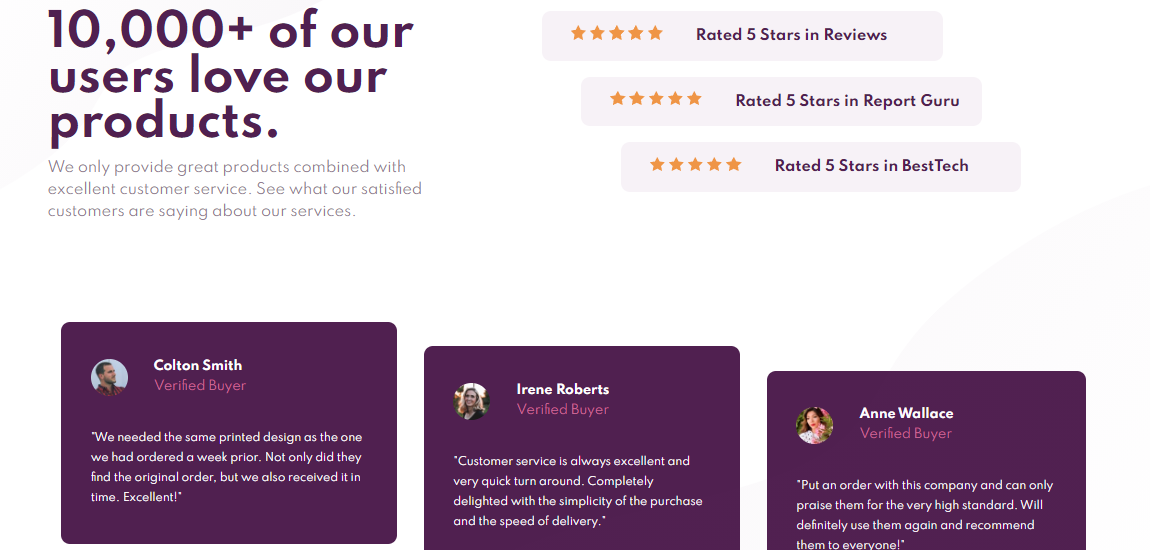 10,000+ of our
users love our
products.
We only provide great products combined with
excellent customer service. See what our satisfied
customers are saying about our services.
Rated 5 Stars in Reviews
Rated 5 Stars in Report Guru
Rated 5 Stars in BestTech
Colton Smith
Verified Buyer
"We needed the same printed design as the one
we had ordered a week prior. Not only did they
find the original order, but we also received it in
time. Excellent!"
Irene Roberts
Verified Buyer
"Customer service is always excellent and
very quick turn around. Completely
delighted with the simplicity of the purchase
and the speed of delivery."
Anne Wallace
Verified Buyer
"Put an order with this company and can only
praise them for the very high standard. Will
definitely use them again and recommend
them to everyone!"